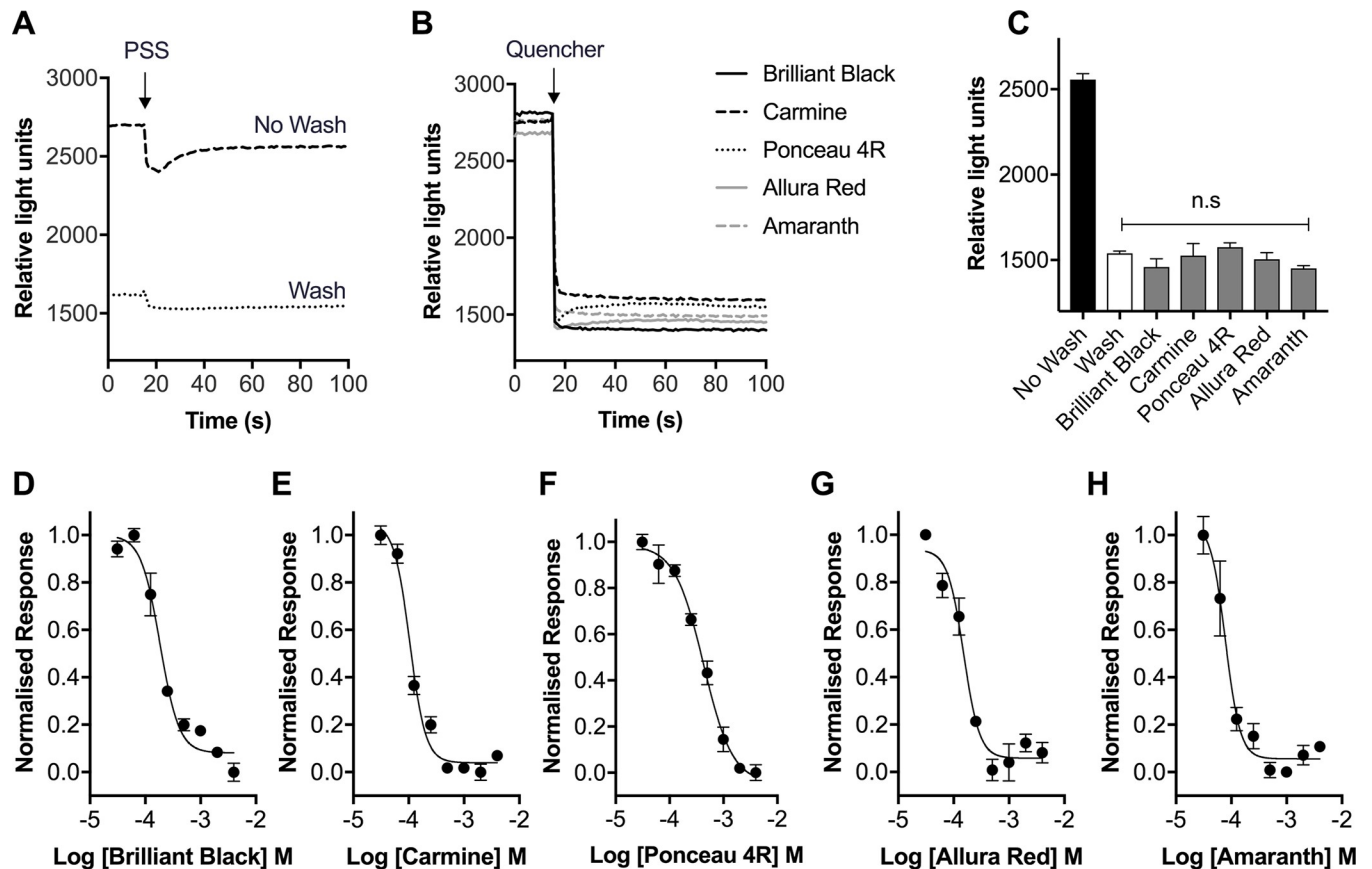 A
PSS
3000
2500
2000
1500
No Wash
Wash
0 20 40 60 80 100
Relative light units
Time (s)
B
Quencher
3000
2500
2000
1500
0 20 40 60 80 100
Relative light units
Time (s)
Brilliant Black
Carmine
Ponceau 4R
Allura Red
Amaranth
C
2500
2000
1500
Relative light units
n.s
No Wash
Wash
Brilliant Black
Carmine
Ponceau 4R
Allura Red
Amaranth
D
1.0
0.8
0.6
0.4
0.2
0.0
Normalised Response
-5 -4 -3 -2
Log [Brilliant Black] M
E
1.0
0.8
0.6
0.4
0.2
0.0
Normalised Response
-5 -4 -3 -2
Log [Carmine] M
F
1.0
0.8
0.6
0.4
0.2
0.0
Normalised Response
-5 -4 -3 -2
Log [Ponceau 4R] M
G
1.0
0.8
0.6
0.4
0.2
0.0
Normalised Response
-5 -4 -3 -2
Log [Allura Red] M
H
1.0
0.8
0.6
0.4
0.2
0.0
Normalised Response
-5 -4 -3 -2
Log [Amaranth] M